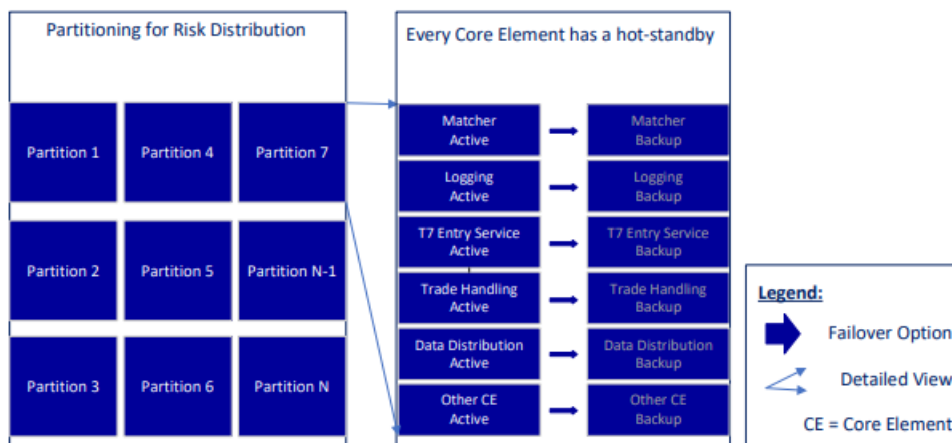 Partitioning for Risk Distribution
Partition 1
Partition 4
Partition 7
Partition 2
Partition 5
Partition N-1
Partition 3
Partition 6
Partition N
Every Core Element has a hot-standby
Matcher
Active
Matcher
Backup
Logging
Active
Logging
Backup
T7 Entry Service
Active
T7 Entry Service
Backup
Trade Handling
Active
Trade Handling
Backup
Data Distribution
Active
Data Distribution
Backup
Other CE
Active
Other CE
Backup
Legend:
Failover Option
Detailed View
CE = Core Element